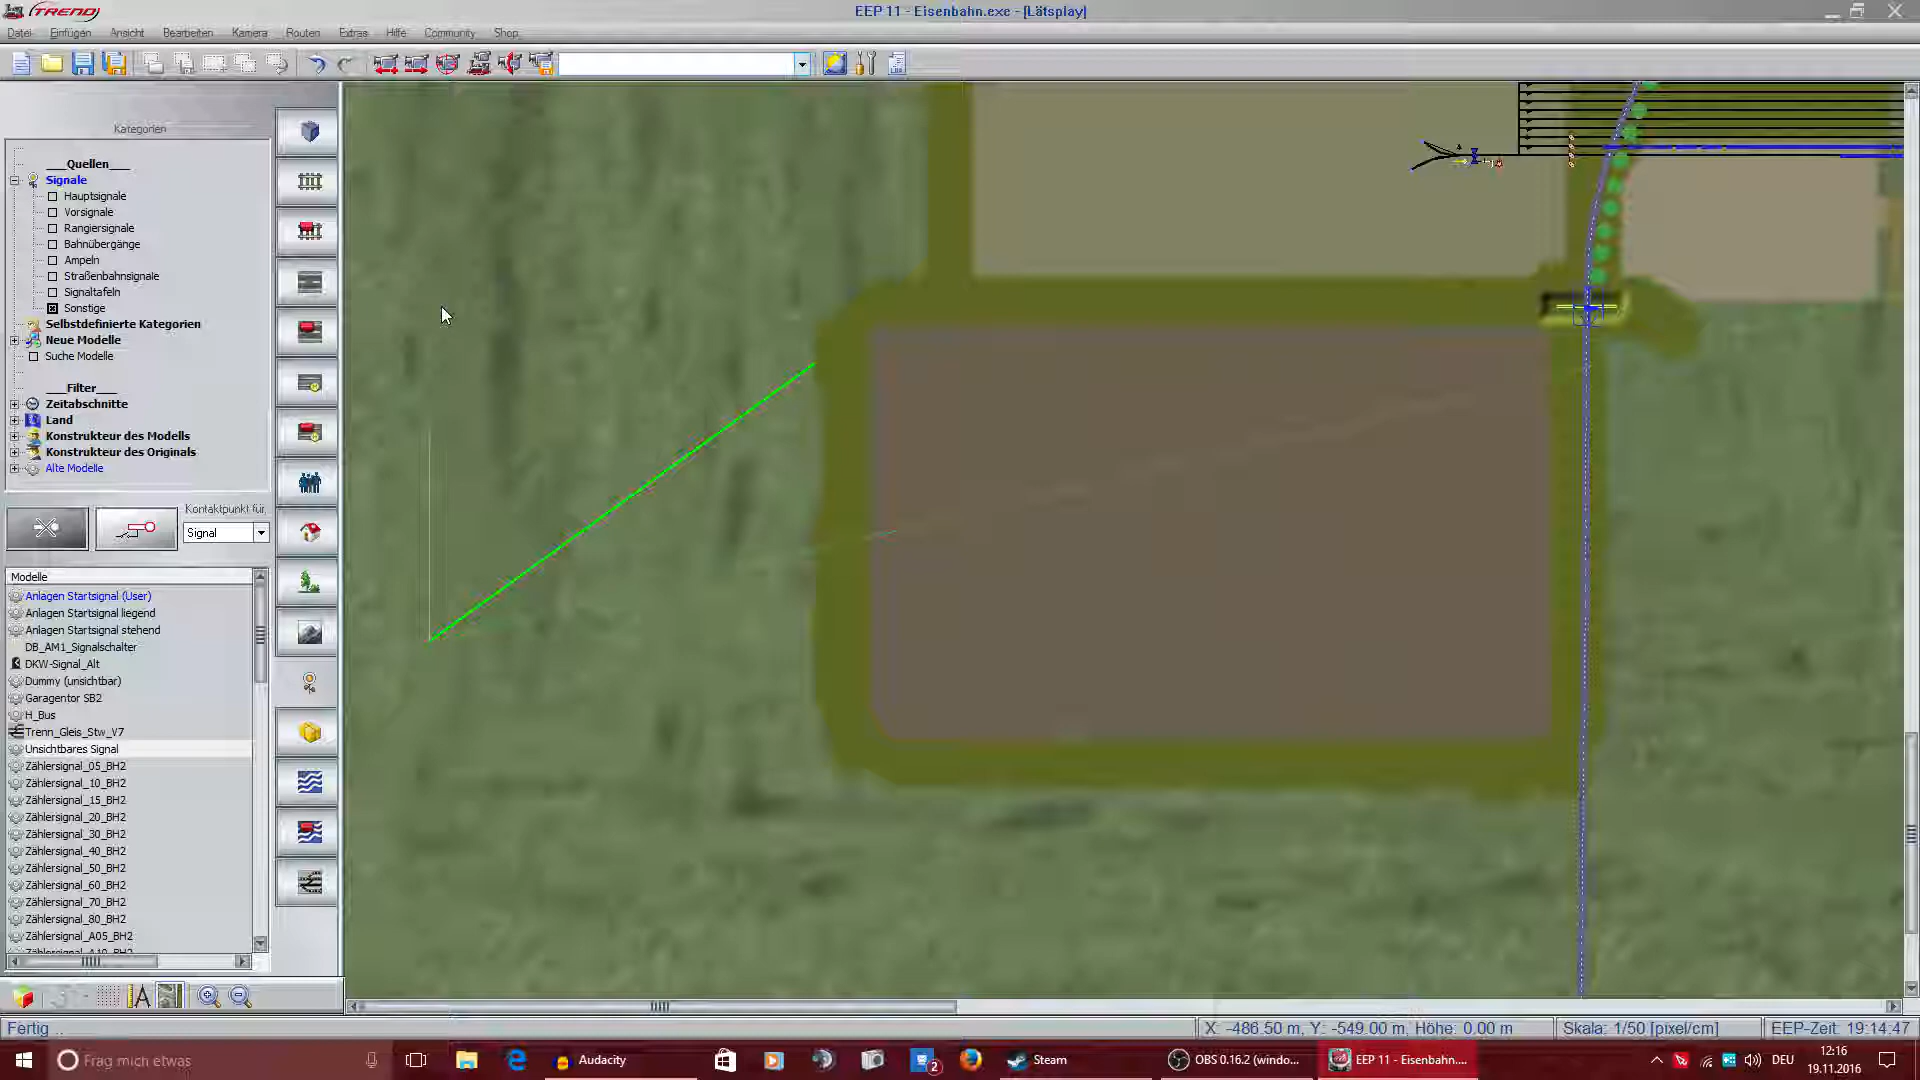 TREND
EEP 11 - Eisenbahn.exe - [Lätsplay]
Datei Einfügen Ansicht Bearbeiten Kamera Routen Extras Hilfe Community Shop
Kategorien
___Quellen___
Signale
Hauptsignale
Vorsignale
Rangiersignale
Bahnübergänge
Ampeln
Straßenbahnsignale
Signaltafeln
Sonstige
Selbstdefinierte Kategorien
Neue Modelle
Suche Modelle
___Filter___
Zeitabschnitte
Land
Konstrukteur des Modells
Konstrukteur des Originals
Alte Modelle
Kontaktpunkt für
Signal
Modelle
Anlagen Startsignal (User)
Anlagen Startsignal liegend
Anlagen Startsignal stehend
DB_AM1_Signalschalter
DKW-Signal_Alt
Dummy (unsichtbar)
Garagentor SB2
H_Bus
Trenn_Gleis_Stw_V7
Unsichtbares Signal
Zählersignal_05_BH2
Zählersignal_10_BH2
Zählersignal_15_BH2
Zählersignal_20_BH2
Zählersignal_30_BH2
Zählersignal_40_BH2
Zählersignal_50_BH2
Zählersignal_60_BH2
Zählersignal_70_BH2
Zählersignal_80_BH2
Zählersignal_A05_BH2
Fertig ..
X: -486.50 m, Y: -549.00 m, Höhe: 0.00 m
Skala: 1/50 [pixel/cm]
EEP-Zeit: 19:14:47
Frag mich etwas
Audacity
2
Steam
OBS 0.16.2 (windo...
EEP 11 - Eisenbahn....
DEU
12:16
19.11.2016